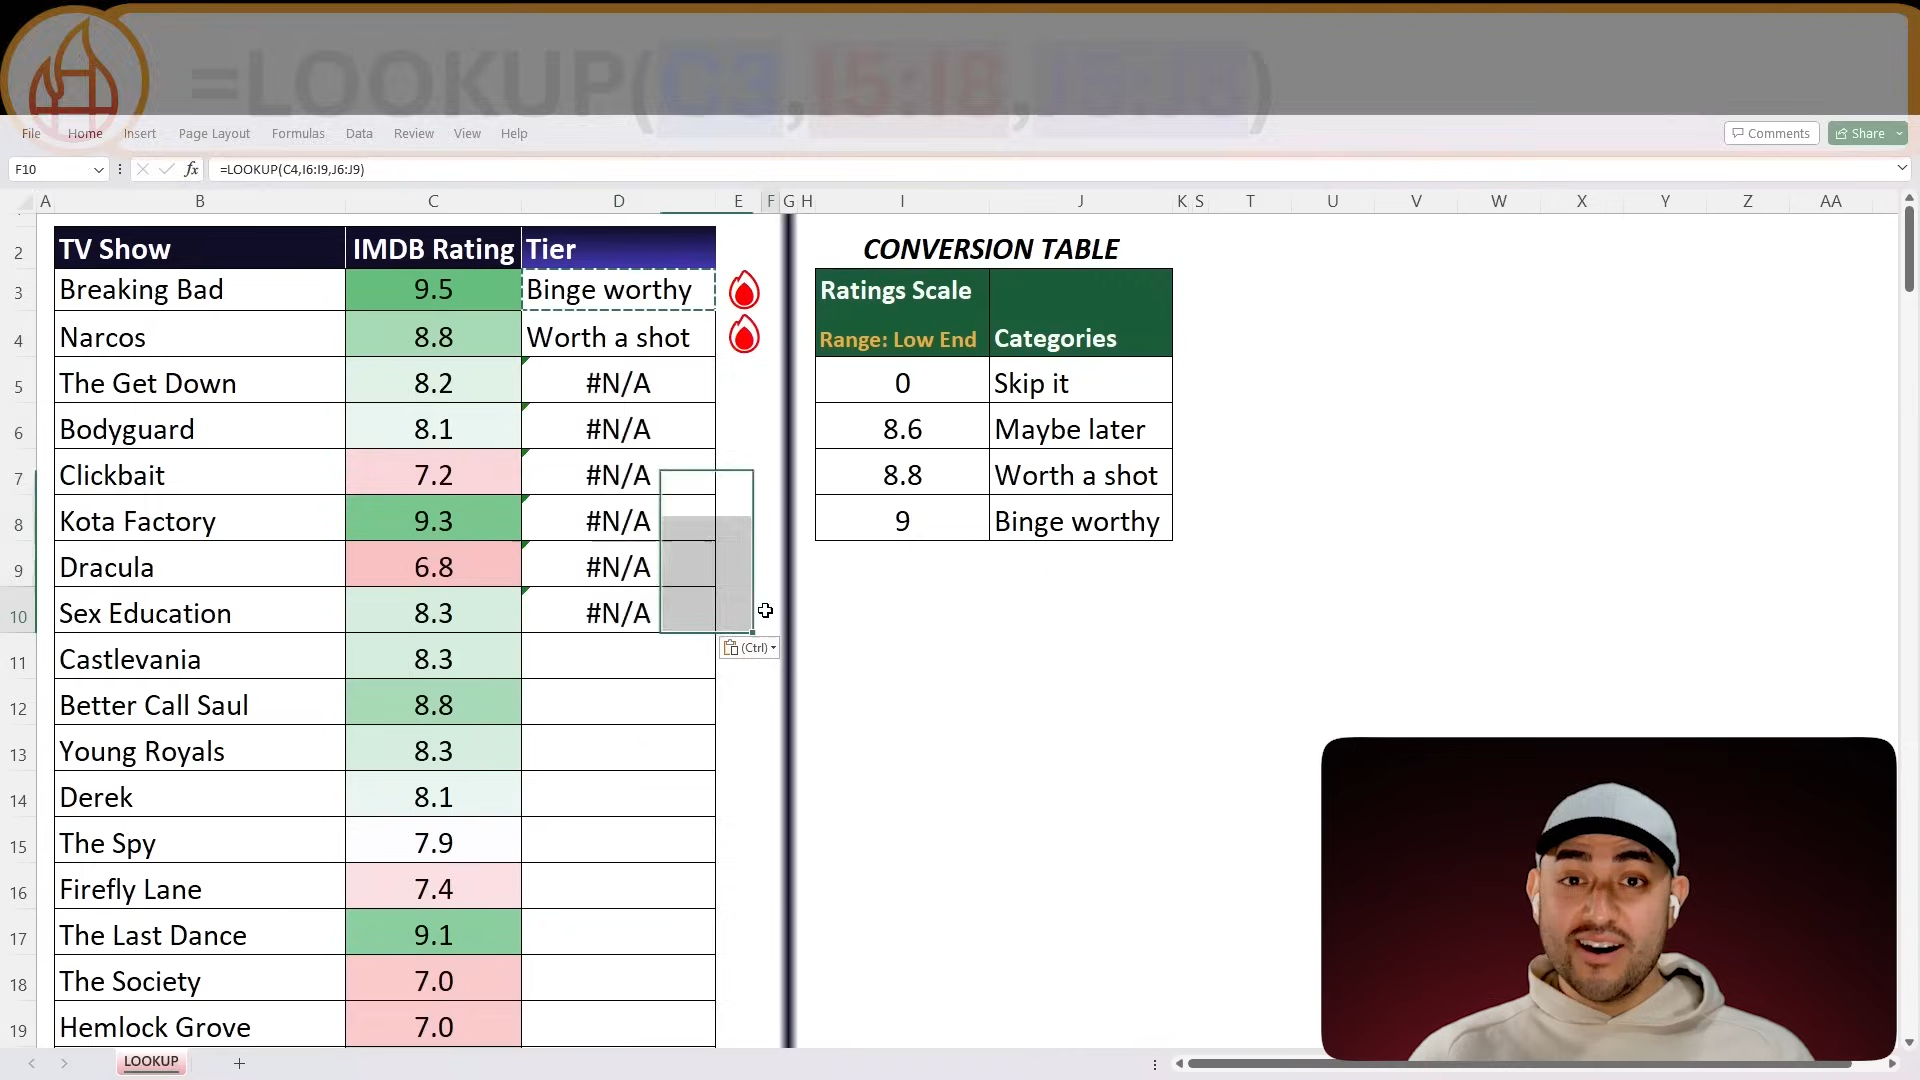 =LOOKUP(C3,I5:I8,J5:J8)
File Home Insert Page Layout Formulas Data Review View Help Comments Share
F10 fx =LOOKUP(C4,I6:I9,J6:J9)
A B C D E F G H I J K S T U V W X Y Z AA
2 TV Show IMDB Rating Tier CONVERSION TABLE
3 Breaking Bad 9.5 Binge worthy Ratings Scale
4 Narcos 8.8 Worth a shot Range: Low End Categories
5 The Get Down 8.2 #N/A 0 Skip it
6 Bodyguard 8.1 #N/A 8.6 Maybe later
7 Clickbait 7.2 #N/A 8.8 Worth a shot
8 Kota Factory 9.3 #N/A 9 Binge worthy
9 Dracula 6.8 #N/A
10 Sex Education 8.3 #N/A
(Ctrl)
11 Castlevania 8.3
12 Better Call Saul 8.8
13 Young Royals 8.3
14 Derek 8.1
15 The Spy 7.9
16 Firefly Lane 7.4
17 The Last Dance 9.1
18 The Society 7.0
19 Hemlock Grove 7.0
LOOKUP